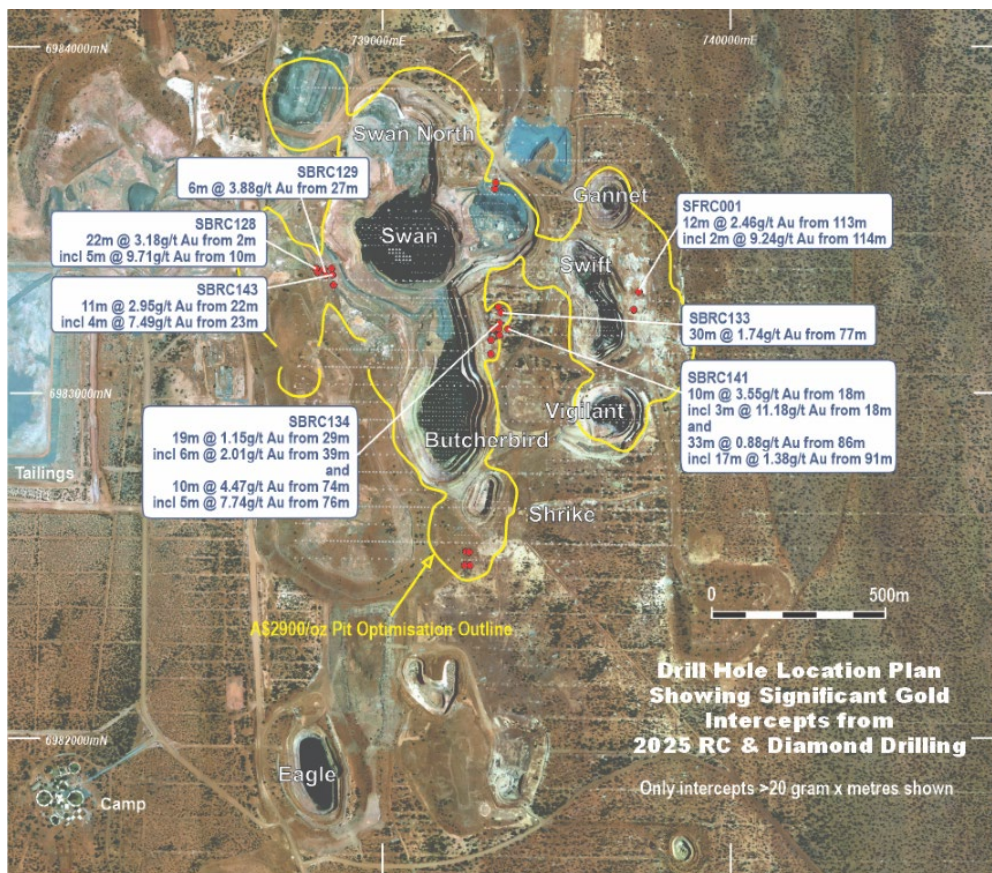 6984000mN
739000mE
740000mE
Swan North
SBRC129
6m @ 3.88g/t Au from 27m
Gannet
SFRC001
12m @ 2.46g/t Au from 113m
incl 2m @ 9.24g/t Au from 114m
SBRC128
22m @ 3.18g/t Au from 2m
incl 5m @ 9.71g/t Au from 10m
Swan
Swift
SBRC143
11m @ 2.95g/t Au from 22m
incl 4m @ 7.49g/t Au from 23m
SBRC133
30m @ 1.74g/t Au from 77m
SBRC141
10m @ 3.55g/t Au from 18m
incl 3m @ 11.18g/t Au from 18m
and
33m @ 0.88g/t Au from 86m
incl 17m @ 1.38g/t Au from 91m
6983000mN
Vigilant
SBRC134
19m @ 1.15g/t Au from 29m
incl 6m @ 2.01g/t Au from 39m
and
10m @ 4.47g/t Au from 74m
incl 5m @ 7.74g/t Au from 76m
Butcherbird
Tailings
Shrike
0 500m
A$2900/oz Pit Optimisation Outline
Drill Hole Location Plan
Showing Significant Gold
Intercepts from
2025 RC & Diamond Drilling
Only intercepts >20 gram x metres shown
6982000mN
Eagle
Camp